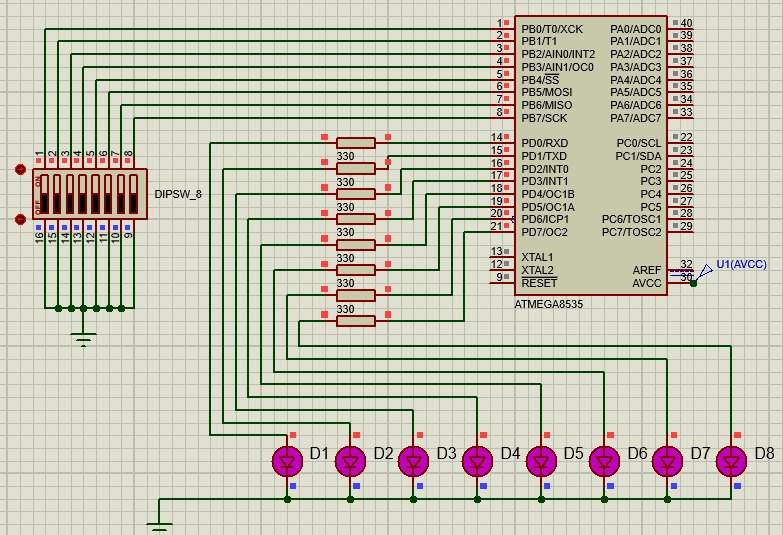 1 PB0/T0/XCK PA0/ADC0 40
2 PB1/T1 PA1/ADC1 39
3 PB2/AIN0/INT2 PA2/ADC2 38
4 PB3/AIN1/OC0 PA3/ADC3 37
5 PB4/SS PA4/ADC4 36
6 PB5/MOSI PA5/ADC5 35
7 PB6/MISO PA6/ADC6 34
8 PB7/SCK PA7/ADC7 33
14 PD0/RXD PC0/SCL 22
15 PD1/TXD PC1/SDA 23
16 PD2/INT0 PC2 24
17 PD3/INT1 PC3 25
18 PD4/OC1B PC4 26
19 PD5/OC1A PC5 27
20 PD6/ICP1 PC6/TOSC1 28
21 PD7/OC2 PC7/TOSC2 29
13 XTAL1
12 XTAL2 AREF 32
9 RESET AVCC 30
U1(AVCC)
ATMEGA8535
1 2 3 4 5 6 7 8
ON
OFF
DIPSW_8
16 15 14 13 12 11 10 9
330
330
330
330
330
330
330
330
D1 D2 D3 D4 D5 D6 D7 D8